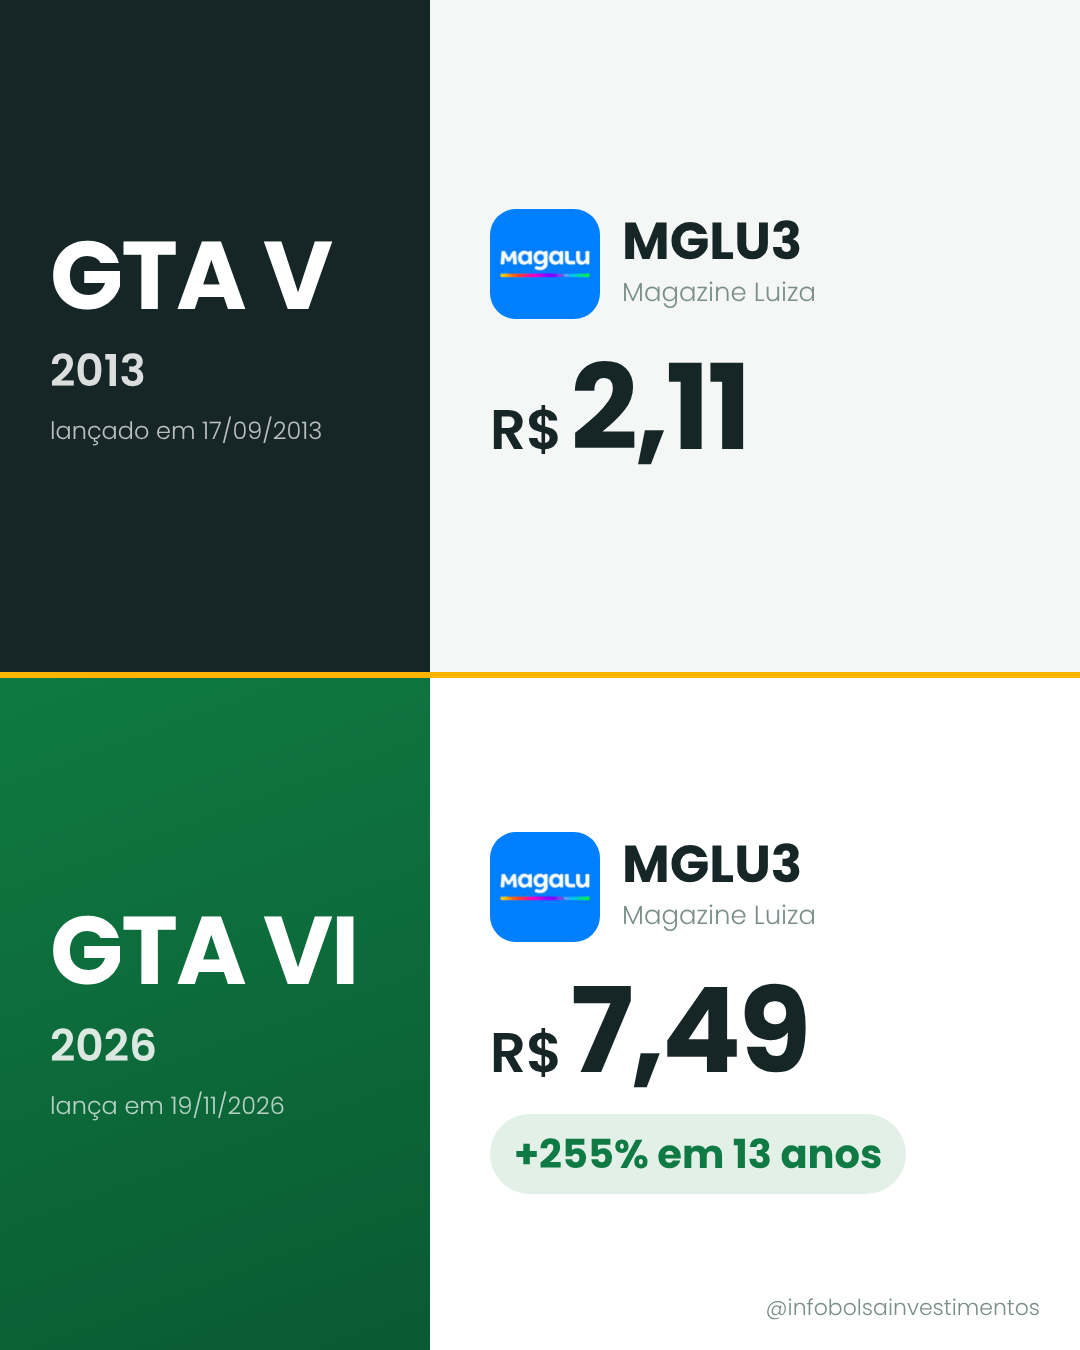 GTA V
2013
lançado em 17/09/2013
magalu
MGLU3
Magazine Luiza
R$ 2,11
GTA VI
2026
lança em 19/11/2026
magalu
MGLU3
Magazine Luiza
R$ 7,49
+255% em 13 anos
@infobolsainvestimentos